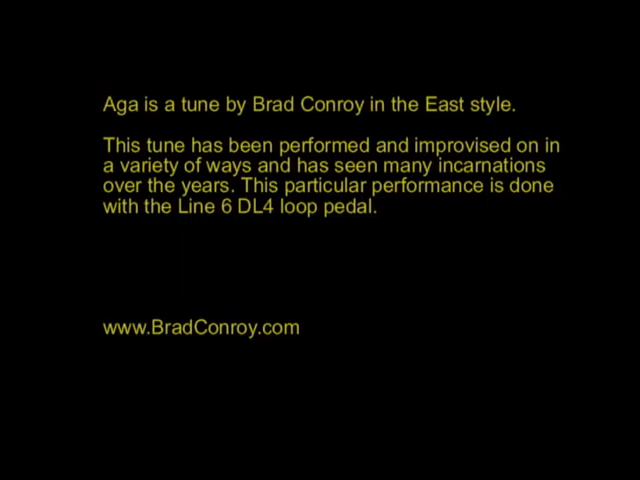 Aga is a tune by Brad Conroy in the East style.
This tune has been performed and improvised on in
a variety of ways and has seen many incarnations
over the years. This particular performance is done
with the Line 6 DL4 loop pedal.
www.BradConroy.com